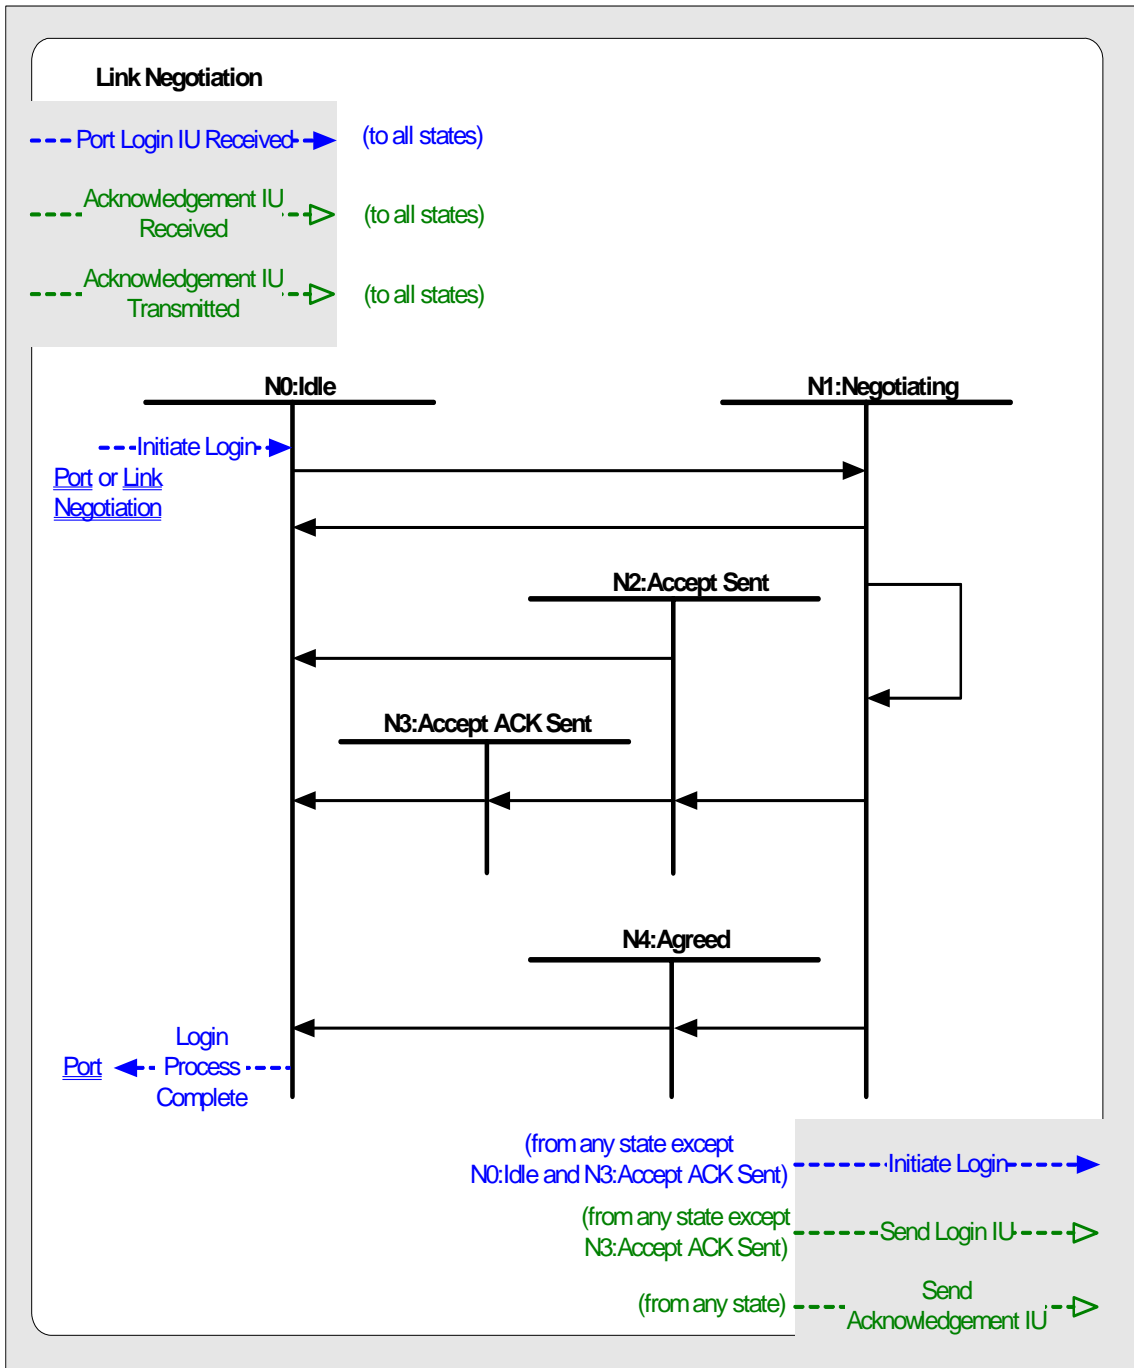 Link Negotiation
Port Login IU Received
(to all states)
Acknowledgement IU
Received
(to all states)
Acknowledgement IU
Transmitted
(to all states)
N0:Idle
N1:Negotiating
Initiate Login
Port or Link
Negotiation
N2:Accept Sent
N3:Accept ACK Sent
N4:Agreed
Login
Port
Process
Complete
(from any state except
N0:Idle and N3:Accept ACK Sent)
Initiate Login
(from any state except
N3:Accept ACK Sent)
Send Login IU
(from any state)
Send
Acknowledgement IU